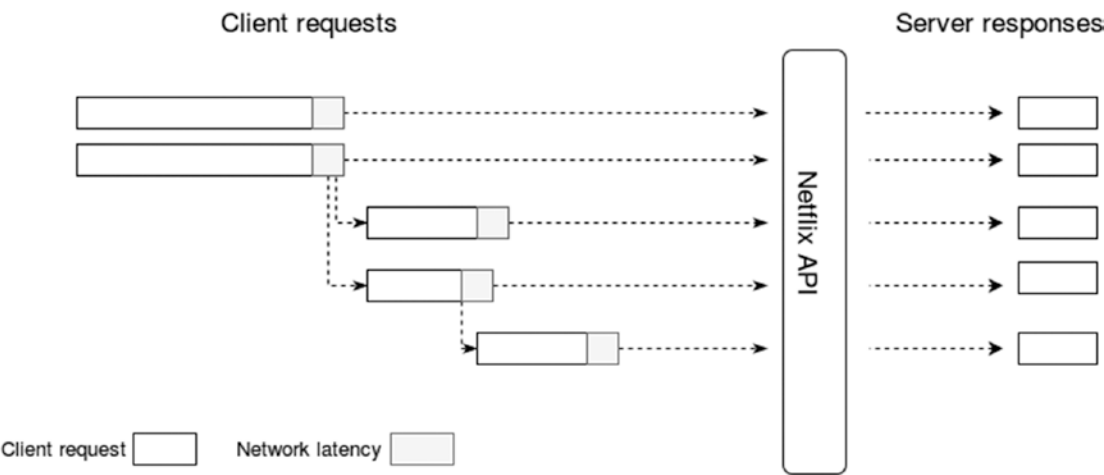 Client requests
Server responses
Netflix API
Client request
Network latency